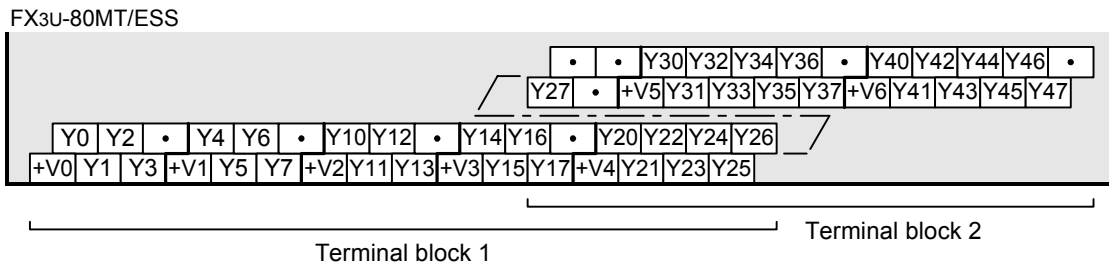 FX3U-80MT/ESS
• • Y30 Y32 Y34 Y36 • Y40 Y42 Y44 Y46 •
Y27 • +V5 Y31 Y33 Y35 Y37 +V6 Y41 Y43 Y45 Y47
Y0 Y2 • Y4 Y6 • Y10 Y12 • Y14 Y16 • Y20 Y22 Y24 Y26
+V0 Y1 Y3 +V1 Y5 Y7 +V2 Y11 Y13 +V3 Y15 Y17 +V4 Y21 Y23 Y25
Terminal block 2
Terminal block 1